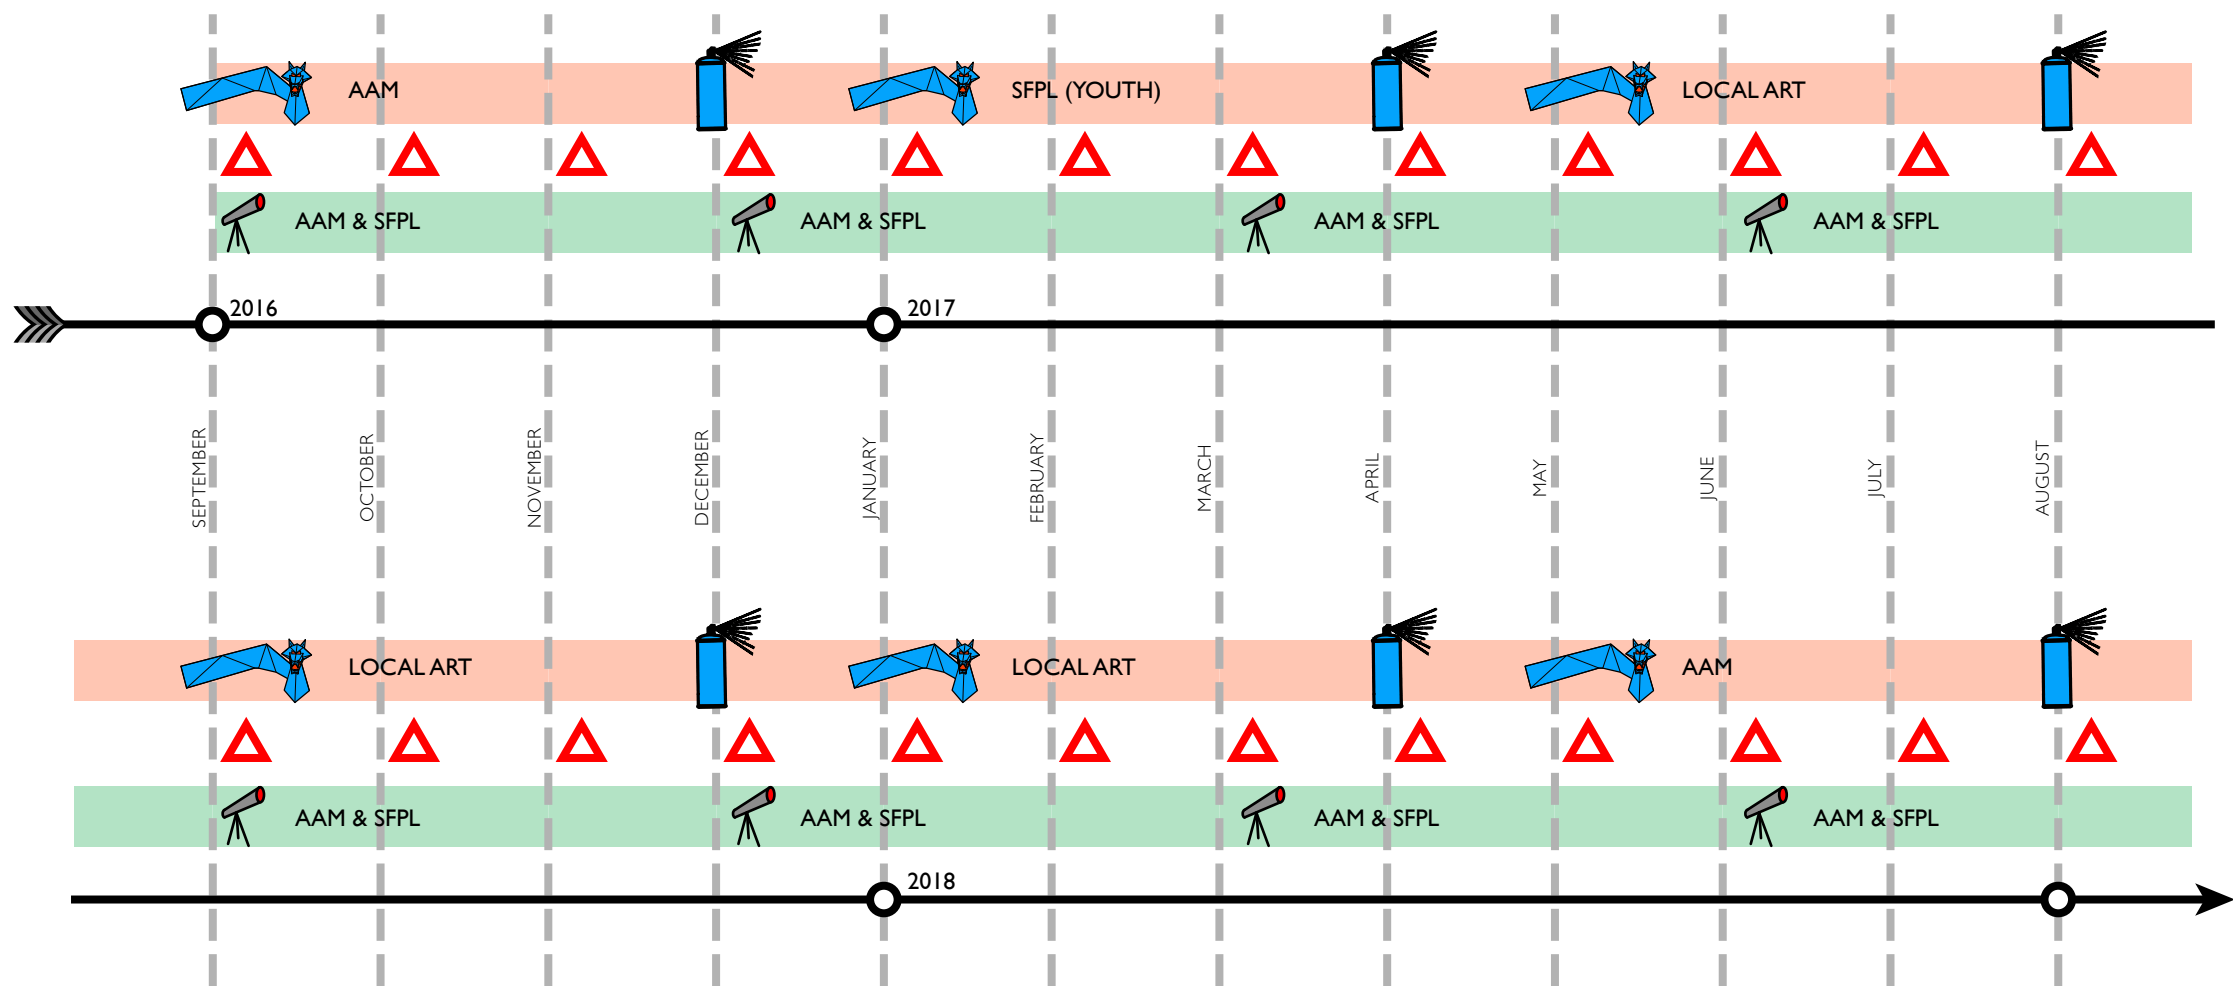 AAM
SFPL (YOUTH)
LOCAL ART
AAM & SFPL
AAM & SFPL
AAM & SFPL
AAM & SFPL
2016
2017
SEPTEMBER
OCTOBER
NOVEMBER
DECEMBER
JANUARY
FEBRUARY
MARCH
APRIL
MAY
JUNE
JULY
AUGUST
LOCAL ART
LOCAL ART
AAM
AAM & SFPL
AAM & SFPL
AAM & SFPL
AAM & SFPL
2018